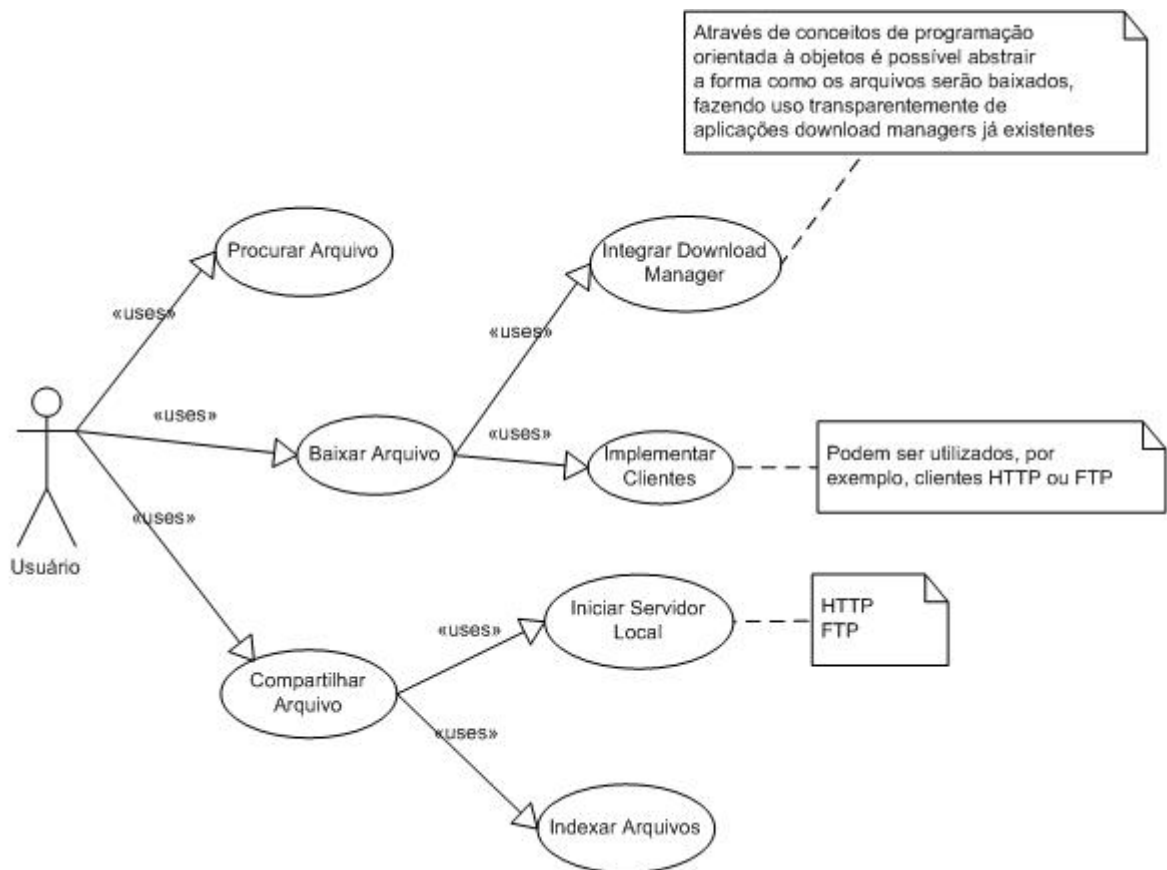 Através de conceitos de programação
orientada à objetos é possível abstrair
a forma como os arquivos serão baixados,
fazendo uso transparentemente de
aplicações download managers já existentes
Procurar Arquivo
Integrar Download
Manager
«uses»
«uses»
«uses»
Baixar Arquivo
«uses»
Implementar
Clientes
Podem ser utilizados, por
exemplo, clientes HTTP ou FTP
«uses»
Usuário
Iniciar Servidor
Local
HTTP
FTP
«uses»
Compartilhar
Arquivo
«uses»
Indexar Arquivos